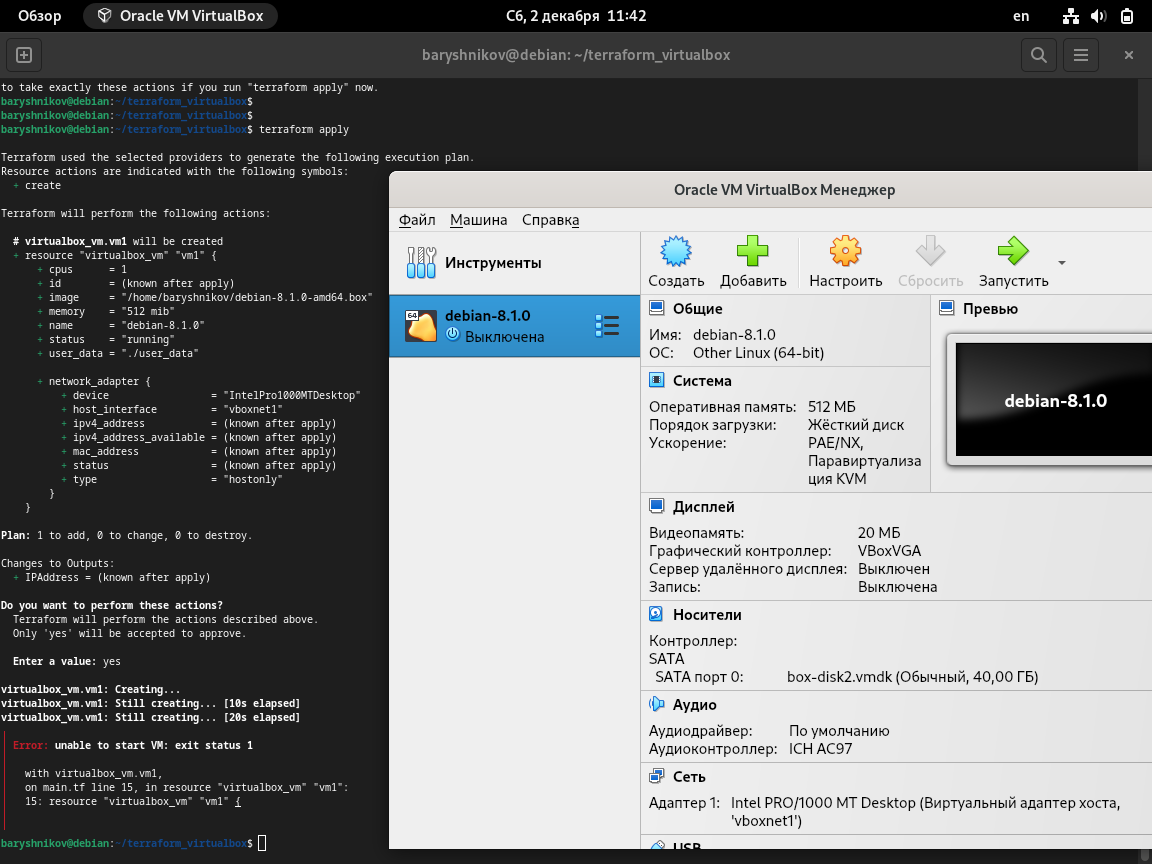 Обзор
Oracle VM VirtualBox
Сб, 2 декабря 11:42
en
baryshnikov@debian: ~/terraform_virtualbox
to take exactly these actions if you run "terraform apply" now.
baryshnikov@debian:~/terraform_virtualbox$
baryshnikov@debian:~/terraform_virtualbox$
baryshnikov@debian:~/terraform_virtualbox$ terraform apply
Terraform used the selected providers to generate the following execution plan.
Resource actions are indicated with the following symbols:
+ create
Terraform will perform the following actions:
# virtualbox_vm.vm1 will be created
+ resource "virtualbox_vm" "vm1" {
+ cpus      = 1
+ id        = (known after apply)
+ image     = "/home/baryshnikov/debian-8.1.0-amd64.box"
+ memory    = "512 mib"
+ name      = "debian-8.1.0"
+ status    = "running"
+ user_data = "./user_data"
+ network_adapter {
+ device                 = "IntelPro1000MTDesktop"
+ host_interface         = "vboxnet1"
+ ipv4_address           = (known after apply)
+ ipv4_address_available = (known after apply)
+ mac_address            = (known after apply)
+ status                 = (known after apply)
+ type                   = "hostonly"
}
}
Plan: 1 to add, 0 to change, 0 to destroy.
Changes to Outputs:
+ IPAddress = (known after apply)
Do you want to perform these actions?
Terraform will perform the actions described above.
Only 'yes' will be accepted to approve.
Enter a value: yes
virtualbox_vm.vm1: Creating...
virtualbox_vm.vm1: Still creating... [10s elapsed]
virtualbox_vm.vm1: Still creating... [20s elapsed]
Error: unable to start VM: exit status 1
with virtualbox_vm.vm1,
on main.tf line 15, in resource "virtualbox_vm" "vm1":
15: resource "virtualbox_vm" "vm1" {
baryshnikov@debian:~/terraform_virtualbox$
Oracle VM VirtualBox Менеджер
Файл Машина Справка
Инструменты
64
debian-8.1.0
Выключена
Создать Добавить Настроить Сбросить Запустить
Общие
Имя: debian-8.1.0
ОС: Other Linux (64-bit)
Превью
debian-8.1.0
Система
Оперативная память: 512 МБ
Порядок загрузки: Жёсткий диск
Ускорение: PAE/NX,
Паравиртуализа
ция KVM
Дисплей
Видеопамять: 20 МБ
Графический контроллер: VBoxVGA
Сервер удалённого дисплея: Выключен
Запись: Выключена
Носители
Контроллер:
SATA
SATA порт 0: box-disk2.vmdk (Обычный, 40,00 ГБ)
Аудио
Аудиодрайвер: По умолчанию
Аудиоконтроллер: ICH AC97
Сеть
Адаптер 1: Intel PRO/1000 MT Desktop (Виртуальный адаптер хоста,
'vboxnet1')
USB